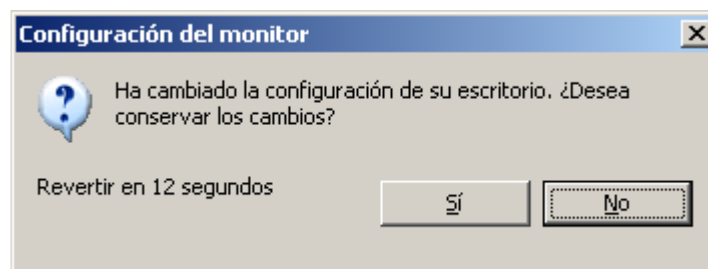 Configuración del monitor
Ha cambiado la configuración de su escritorio. ¿Desea
conservar los cambios?
Revertir en 12 segundos
Sí
No